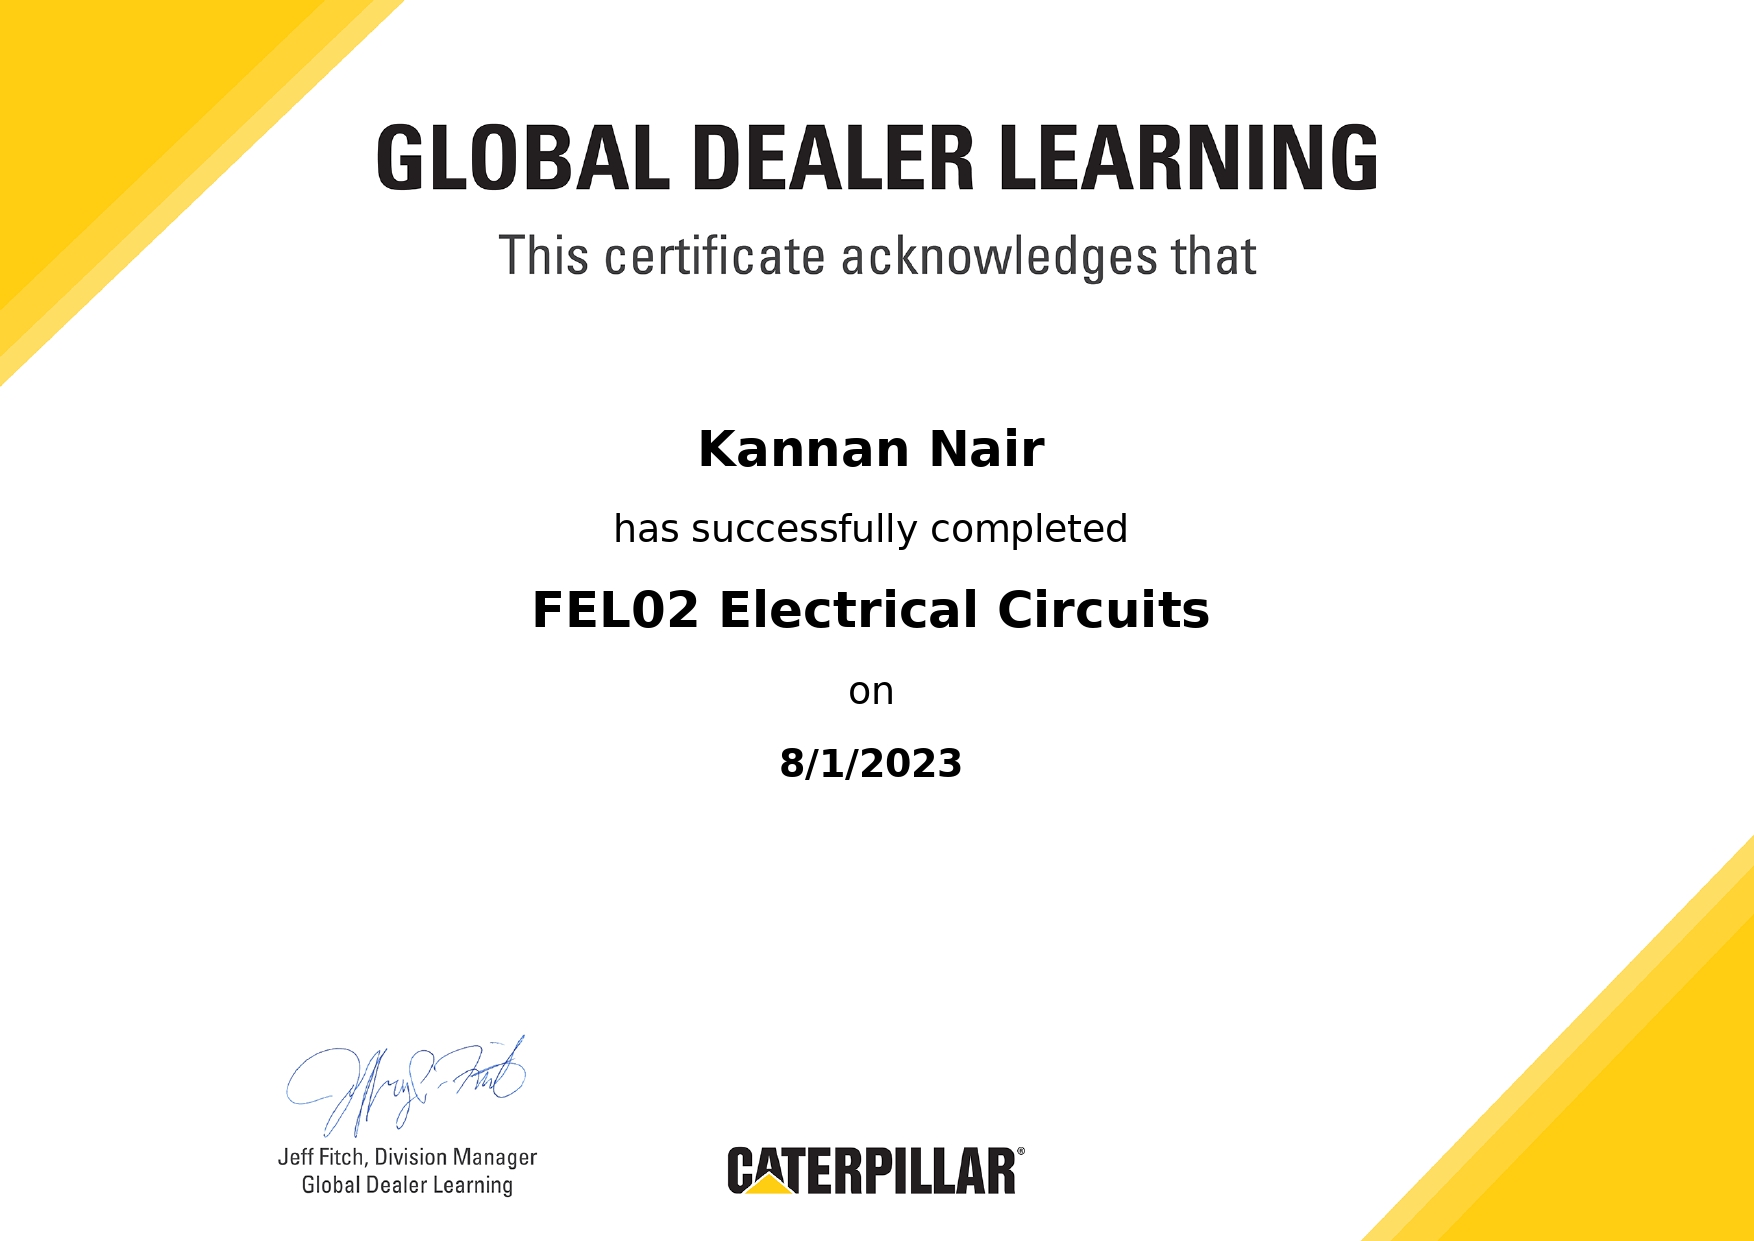 GLOBAL DEALER LEARNING
This certificate acknowledges that
Kannan Nair
has successfully completed
FEL02 Electrical Circuits
on
8/1/2023
Jeff Fitch, Division Manager
Global Dealer Learning
CATERPILLAR®